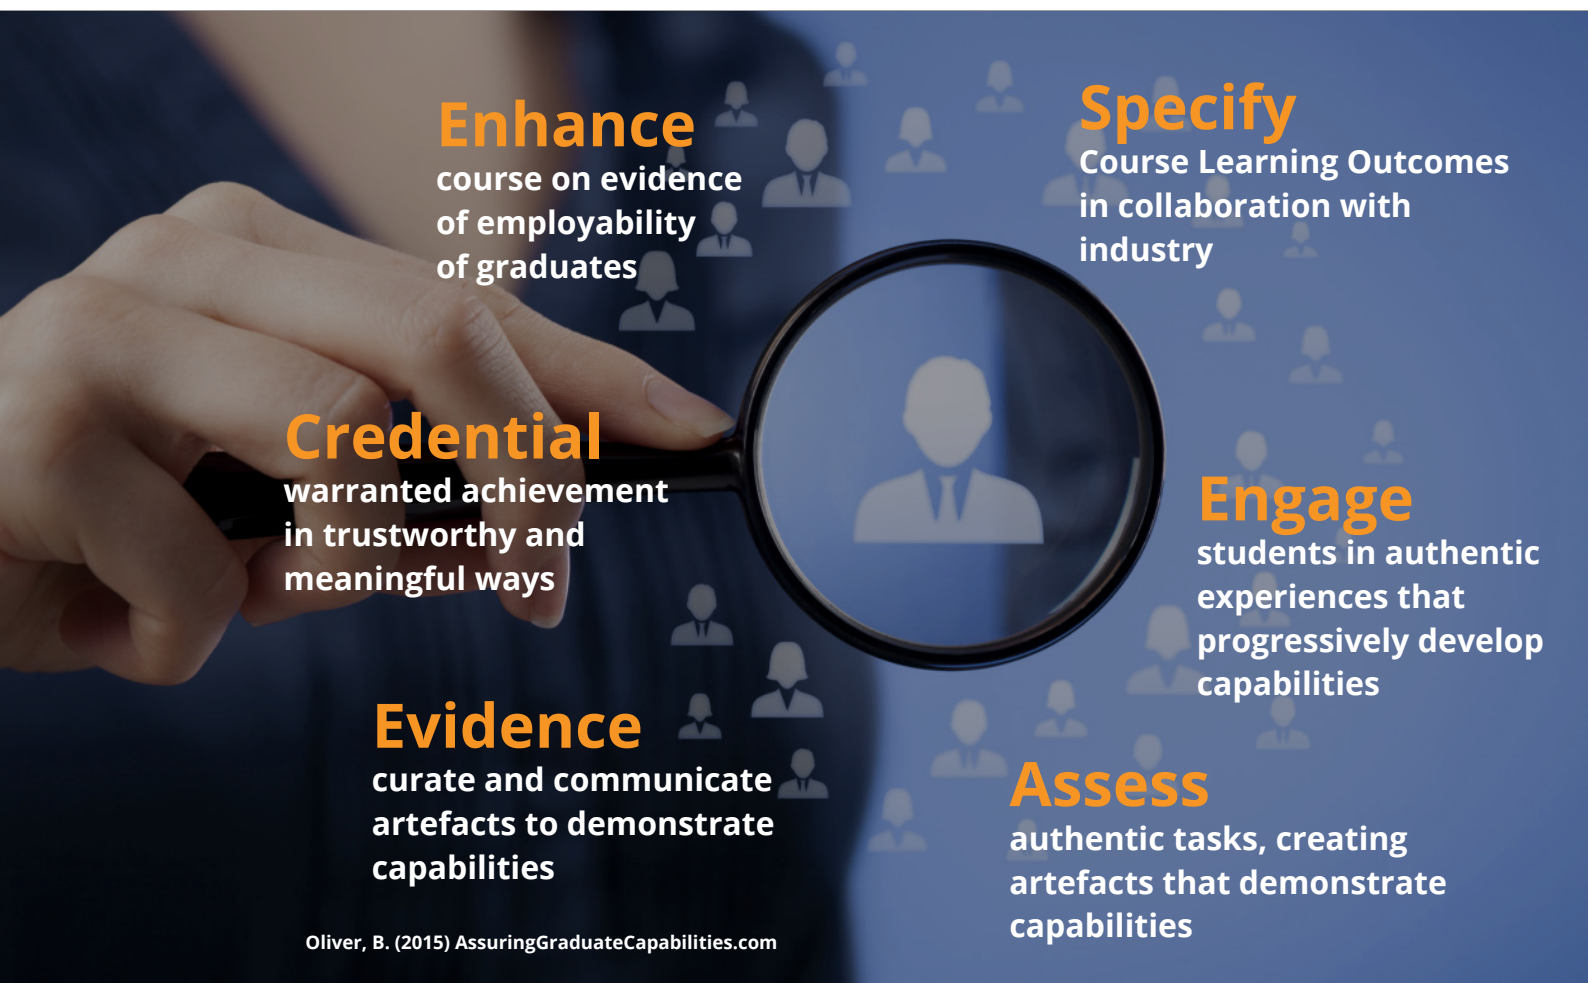 Enhance
course on evidence
of employability
of graduates
Specify
Course Learning Outcomes
in collaboration with
industry
Credential
warranted achievement
in trustworthy and
meaningful ways
Engage
students in authentic
experiences that
progressively develop
capabilities
Evidence
curate and communicate
artefacts to demonstrate
capabilities
Assess
authentic tasks, creating
artefacts that demonstrate
capabilities
Oliver, B. (2015) AssuringGraduateCapabilities.com